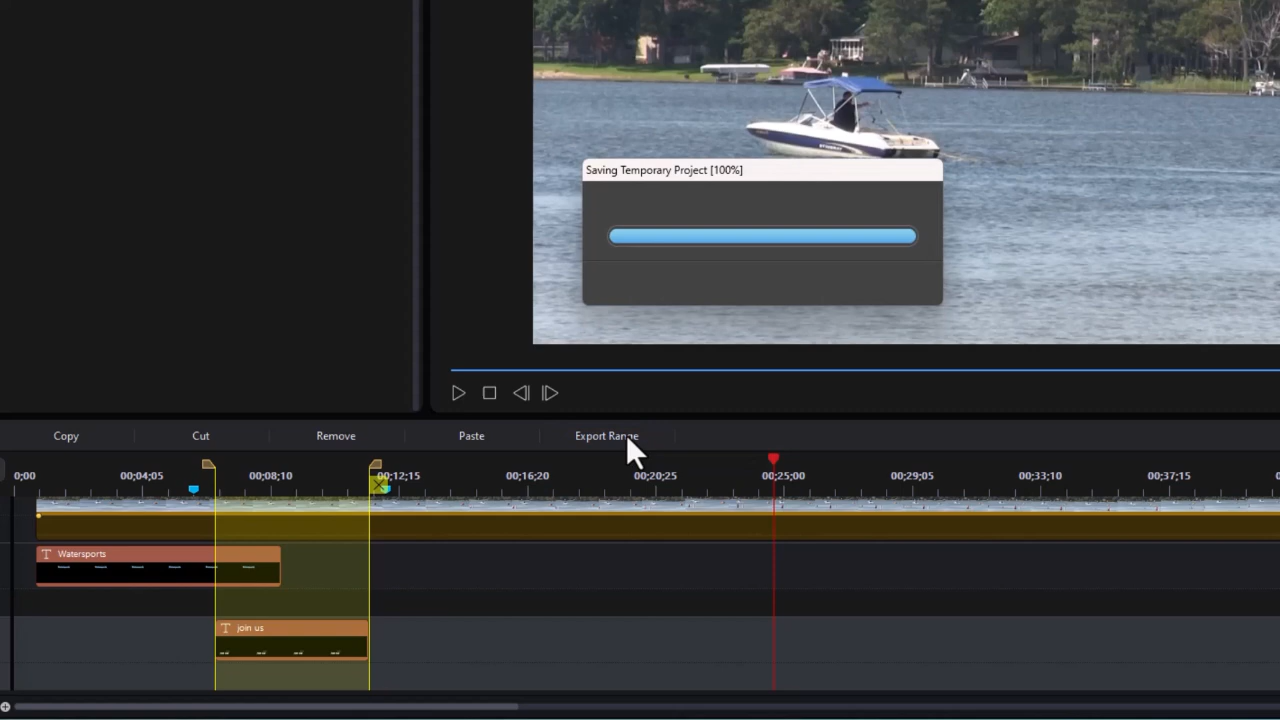 Saving Temporary Project [100%]
Copy Cut Remove Paste Export Range
0;00 00;04;05 00;08;10 00;12;15 00;16;20 00;20;25 00;25;00 00;29;05 00;33;10 00;37;15
T Watersports
T join us